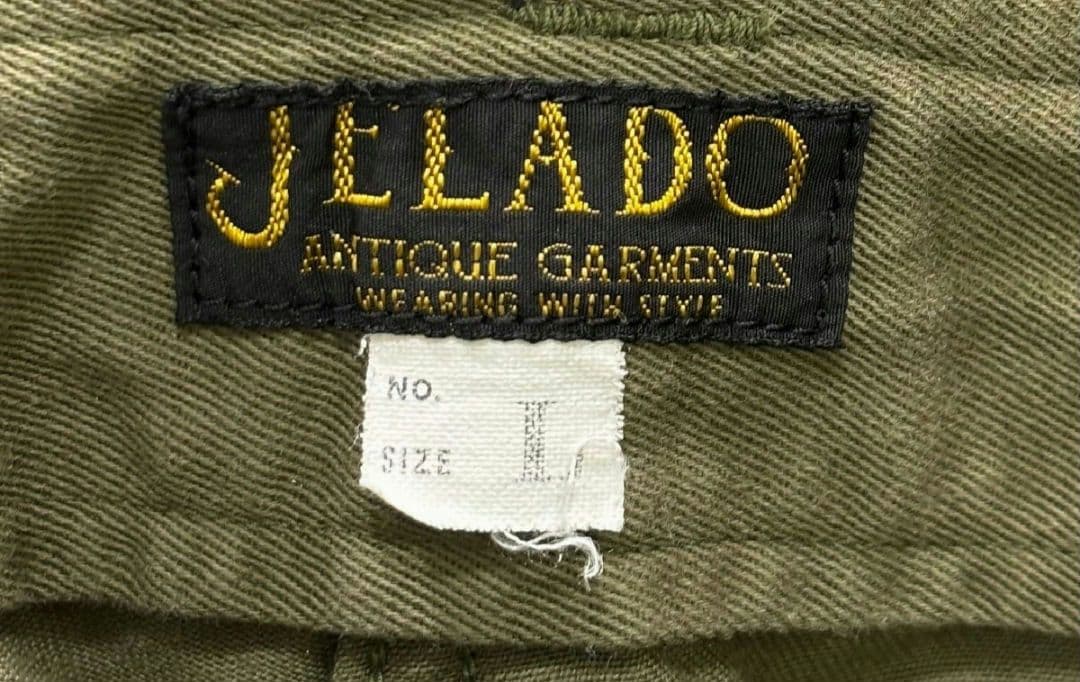 JELADO
ANTIQUE GARMENTS
WEARING WITH STYLE
NO.
SIZE L